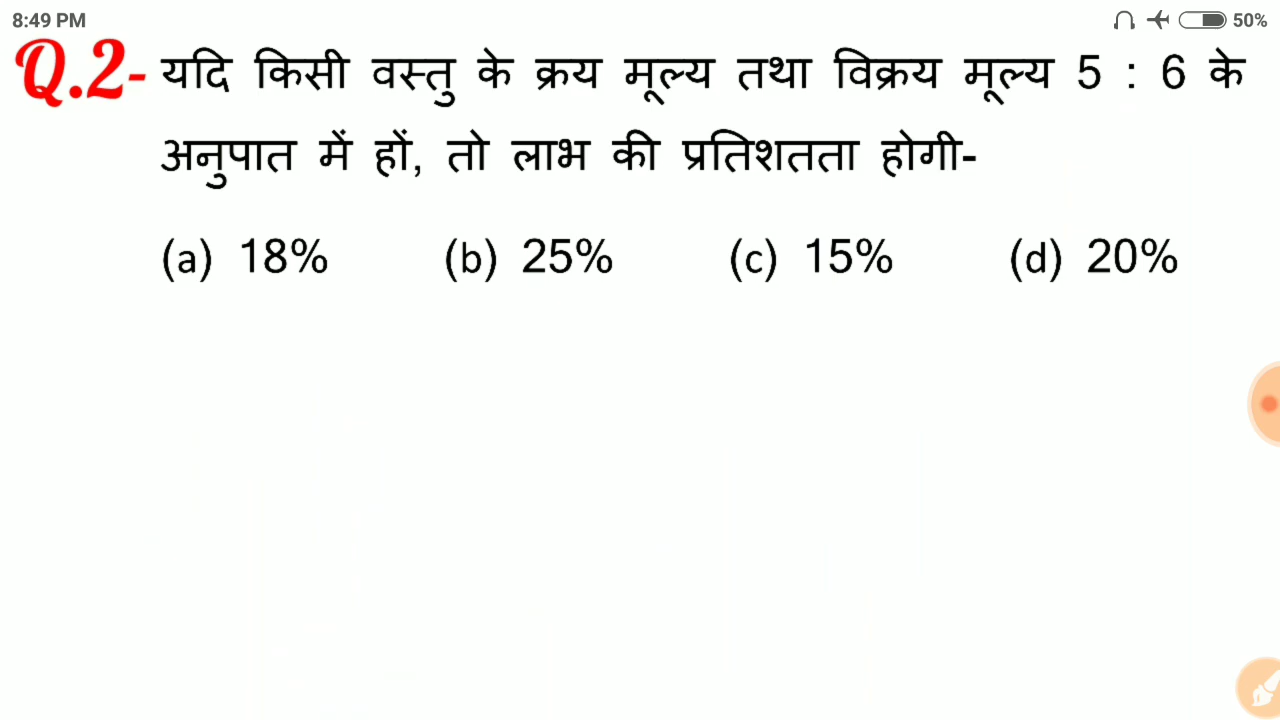 8:49 PM 50%
Q.2- यदि किसी वस्तु के क्रय मूल्य तथा विक्रय मूल्य 5 : 6 के
अनुपात में हों, तो लाभ की प्रतिशतता होगी-
(a) 18% (b) 25% (c) 15% (d) 20%